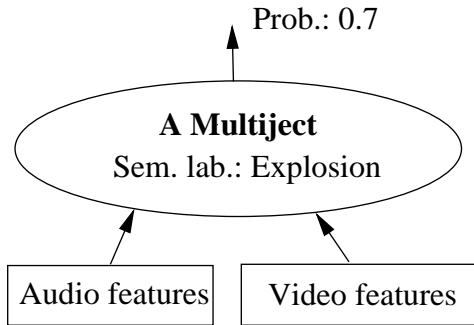 Prob.: 0.7
A Multiject
Sem. lab.: Explosion
Audio features
Video features